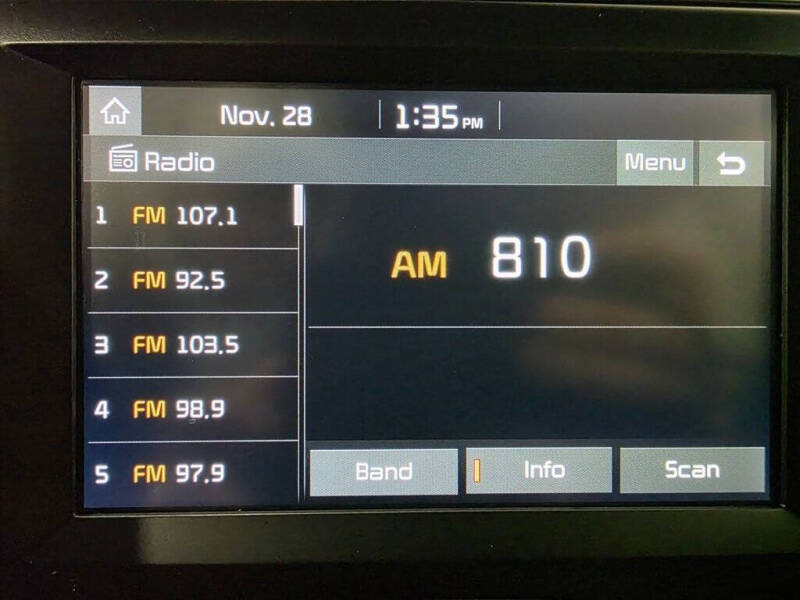 Nov. 28 1:35 PM
Radio Menu
1 FM 107.1
2 FM 92.5
3 FM 103.5
4 FM 98.9
5 FM 97.9
AM 810
Band Info Scan